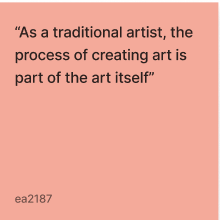 “As a traditional artist, the
process of creating art is
part of the art itself”
ea2187